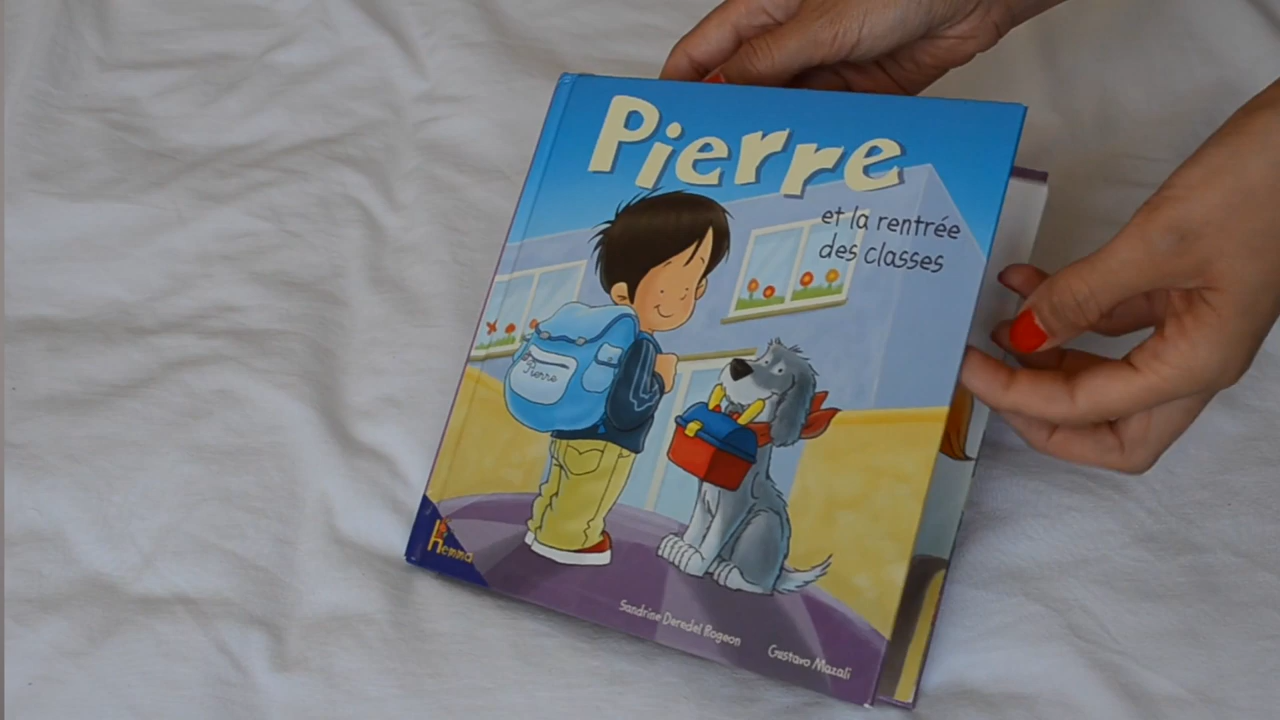 Pierre
et la rentrée
des classes
Pierre
hemma
Sandrine Deredel Rogeon
Gustavo Mazali